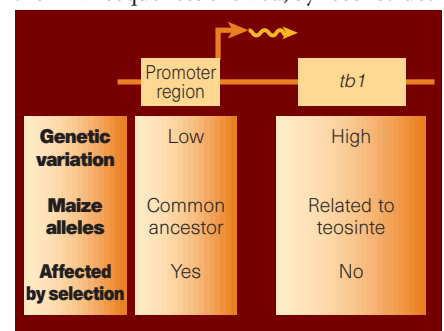 Promoter
region
tb1
Genetic
variation
Low
High
Maize
alleles
Common
ancestor
Related to
teosinte
Affected
by selection
Yes
No